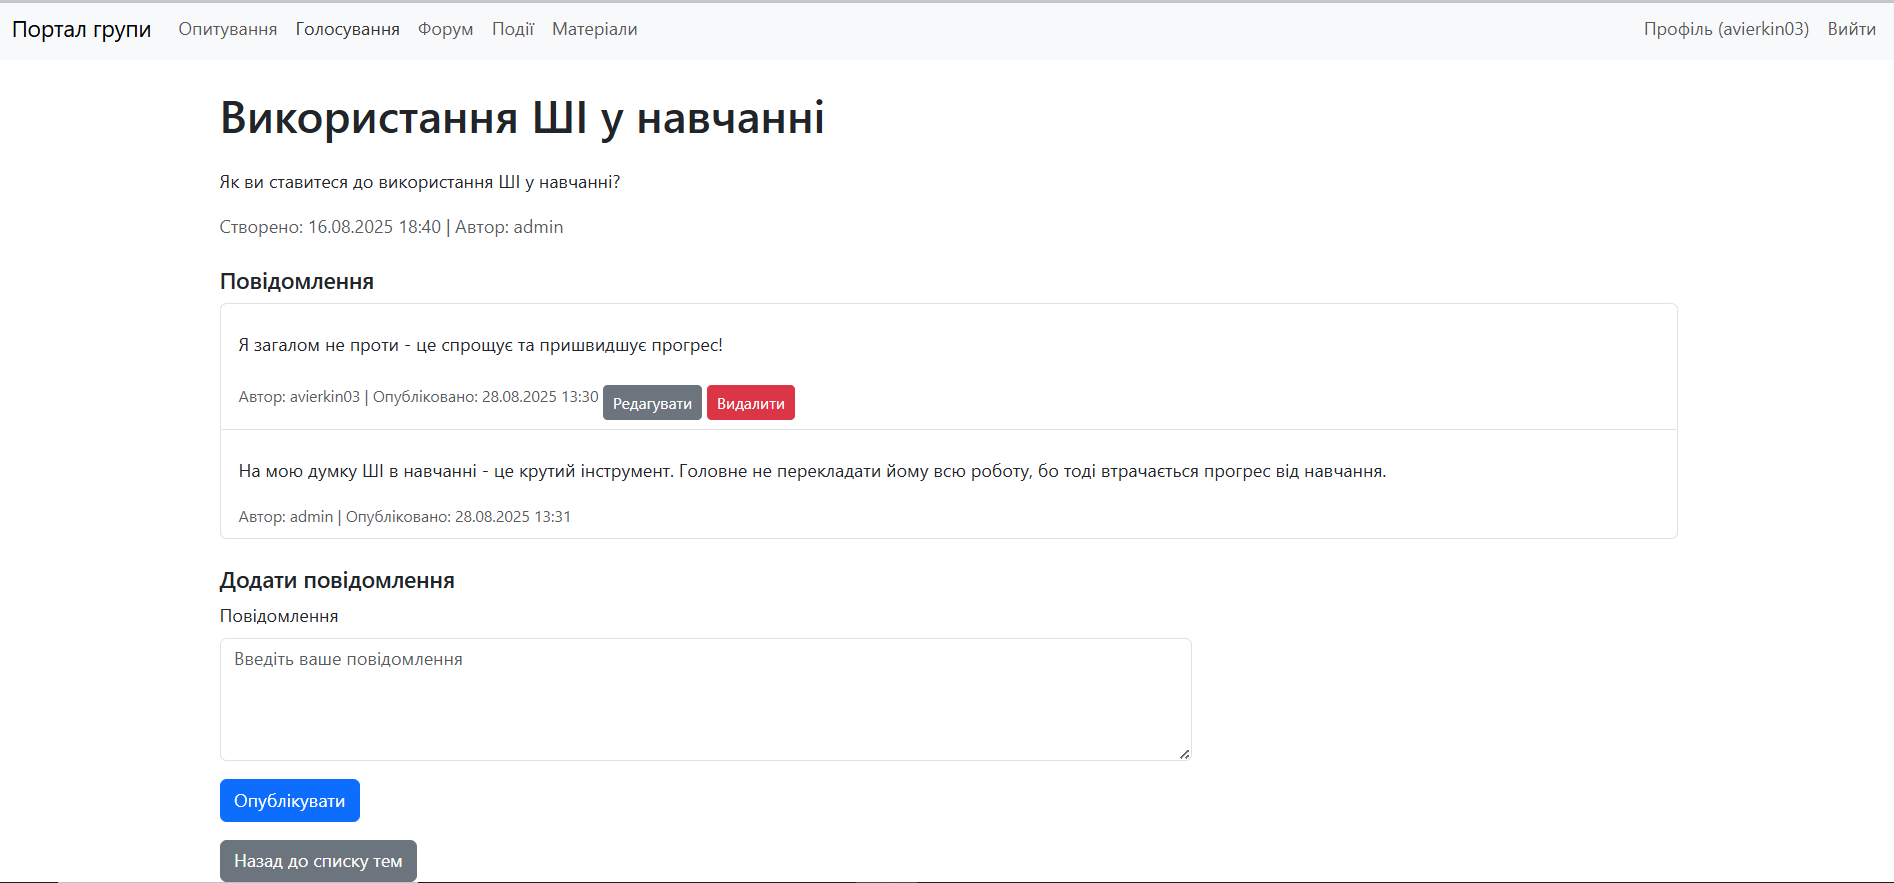 Портал групи Опитування Голосування Форум Події Матеріали Профіль (avierkin03) Вийти
Використання ШІ у навчанні
Як ви ставитеся до використання ШІ у навчанні?
Створено: 16.08.2025 18:40 | Автор: admin
Повідомлення
Я загалом не проти - це спрощує та пришвидшує прогрес!
Автор: avierkin03 | Опубліковано: 28.08.2025 13:30 Редагувати Видалити
На мою думку ШІ в навчанні - це крутий інструмент. Головне не перекладати йому всю роботу, бо тоді втрачається прогрес від навчання.
Автор: admin | Опубліковано: 28.08.2025 13:31
Додати повідомлення
Повідомлення
Введіть ваше повідомлення
Опублікувати
Назад до списку тем